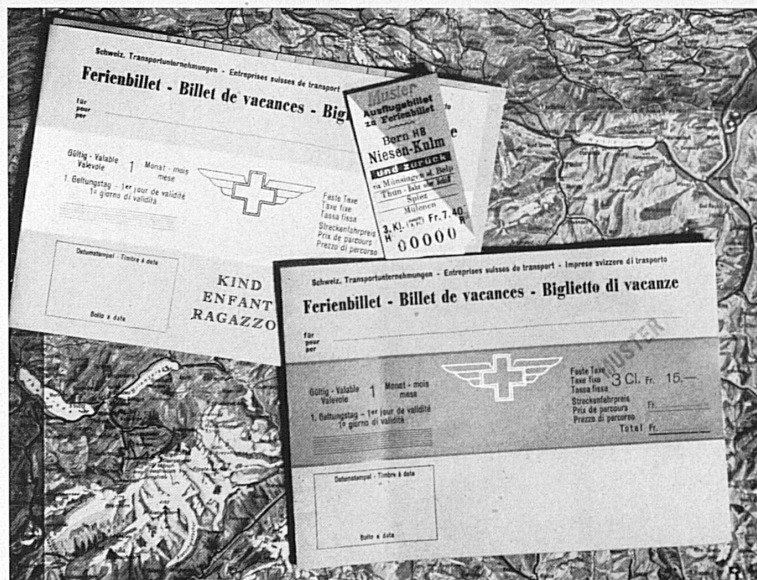 Schweiz. Transportunternehmungen - Entreprises suisses de transport
Ferienbillet - Billet de vacances - Big
für
pour
per
Gültig - Valable 1 Monat - mois
Valevole mese
1. Geltungstag - 1er jour de validité
1º giorno di validità
Feste Taxe
Taxe fixe
Tassa fissa
Streckenfahrpreis
Prix de parcours
Prezzo di percorso
Datumstempel - Timbre à date
Bollo a data
KIND
ENFANT
RAGAZZO
Muster
Ausflugsbillet
zu Ferienbillet
Bern HB
Niesen-Kulm
und zurück
via Münsingen od. Belp
Thun
Spiez
Mülenen
3. Kl. Fr. 7.40
H 00000 R
Schweiz. Transportunternehmungen - Entreprises suisses de transport - Imprese svizzere di trasporto
Ferienbillet - Billet de vacances - Biglietto di vacanze
für
pour
per
MUSTER
Gültig - Valable 1 Monat - mois
Valevole mese
1. Geltungstag - 1er jour de validité
1º giorno di validità
Feste Taxe
Taxe fixe 3 Cl. Fr. 15.—
Tassa fissa
Streckenfahrpreis
Prix de parcours Fr.
Prezzo di percorso
Total Fr.
Datumstempel - Timbre à date
Bollo a data